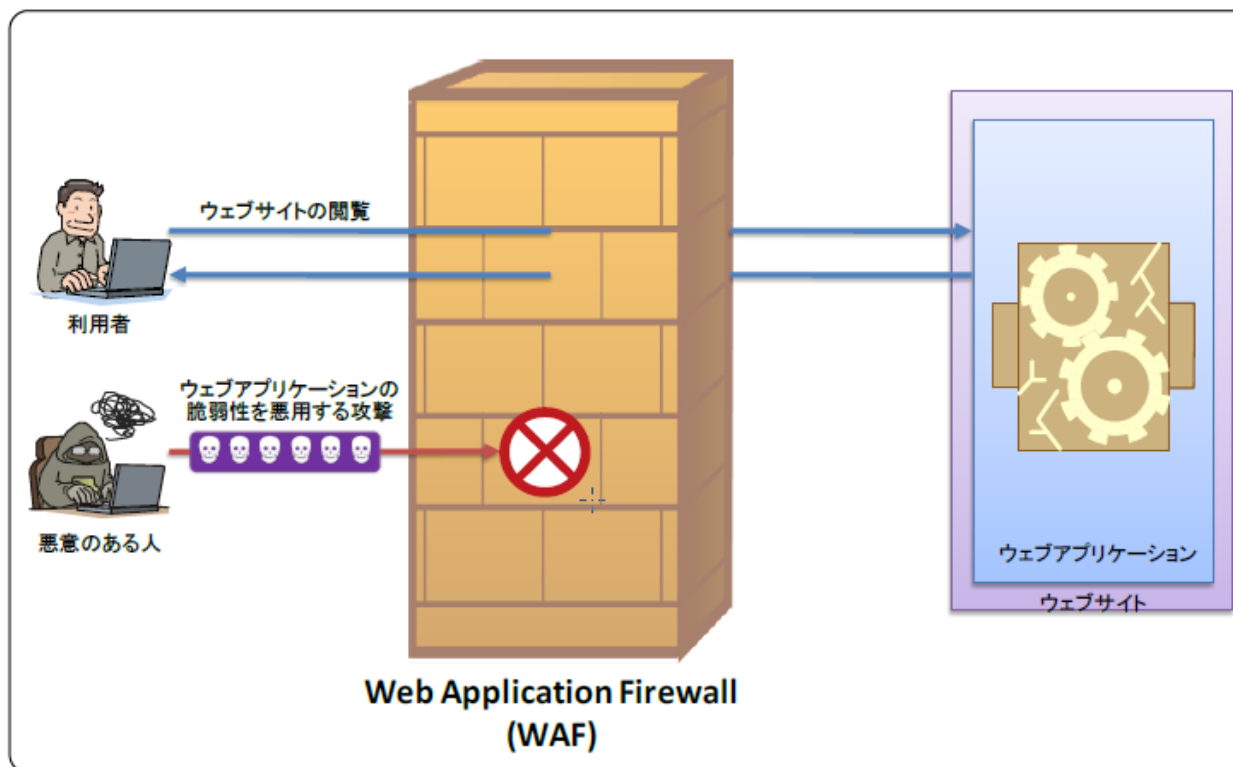 ウェブサイトの閲覧
利用者
ウェブアプリケーションの
脆弱性を悪用する攻撃
悪意のある人
ウェブアプリケーション
ウェブサイト
Web Application Firewall
(WAF)